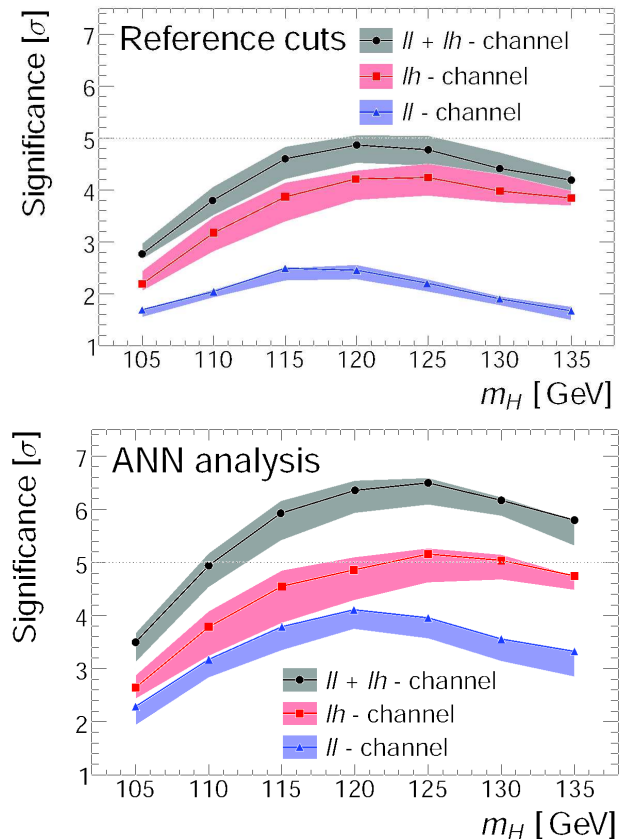 Reference cuts
ll + lh - channel
lh - channel
ll - channel
Significance [σ]
7
6
5
4
3
2
1
105 110 115 120 125 130 135
m_H [GeV]
ANN analysis
Significance [σ]
7
6
5
4
3
2
1
ll + lh - channel
lh - channel
ll - channel
105 110 115 120 125 130 135
m_H [GeV]